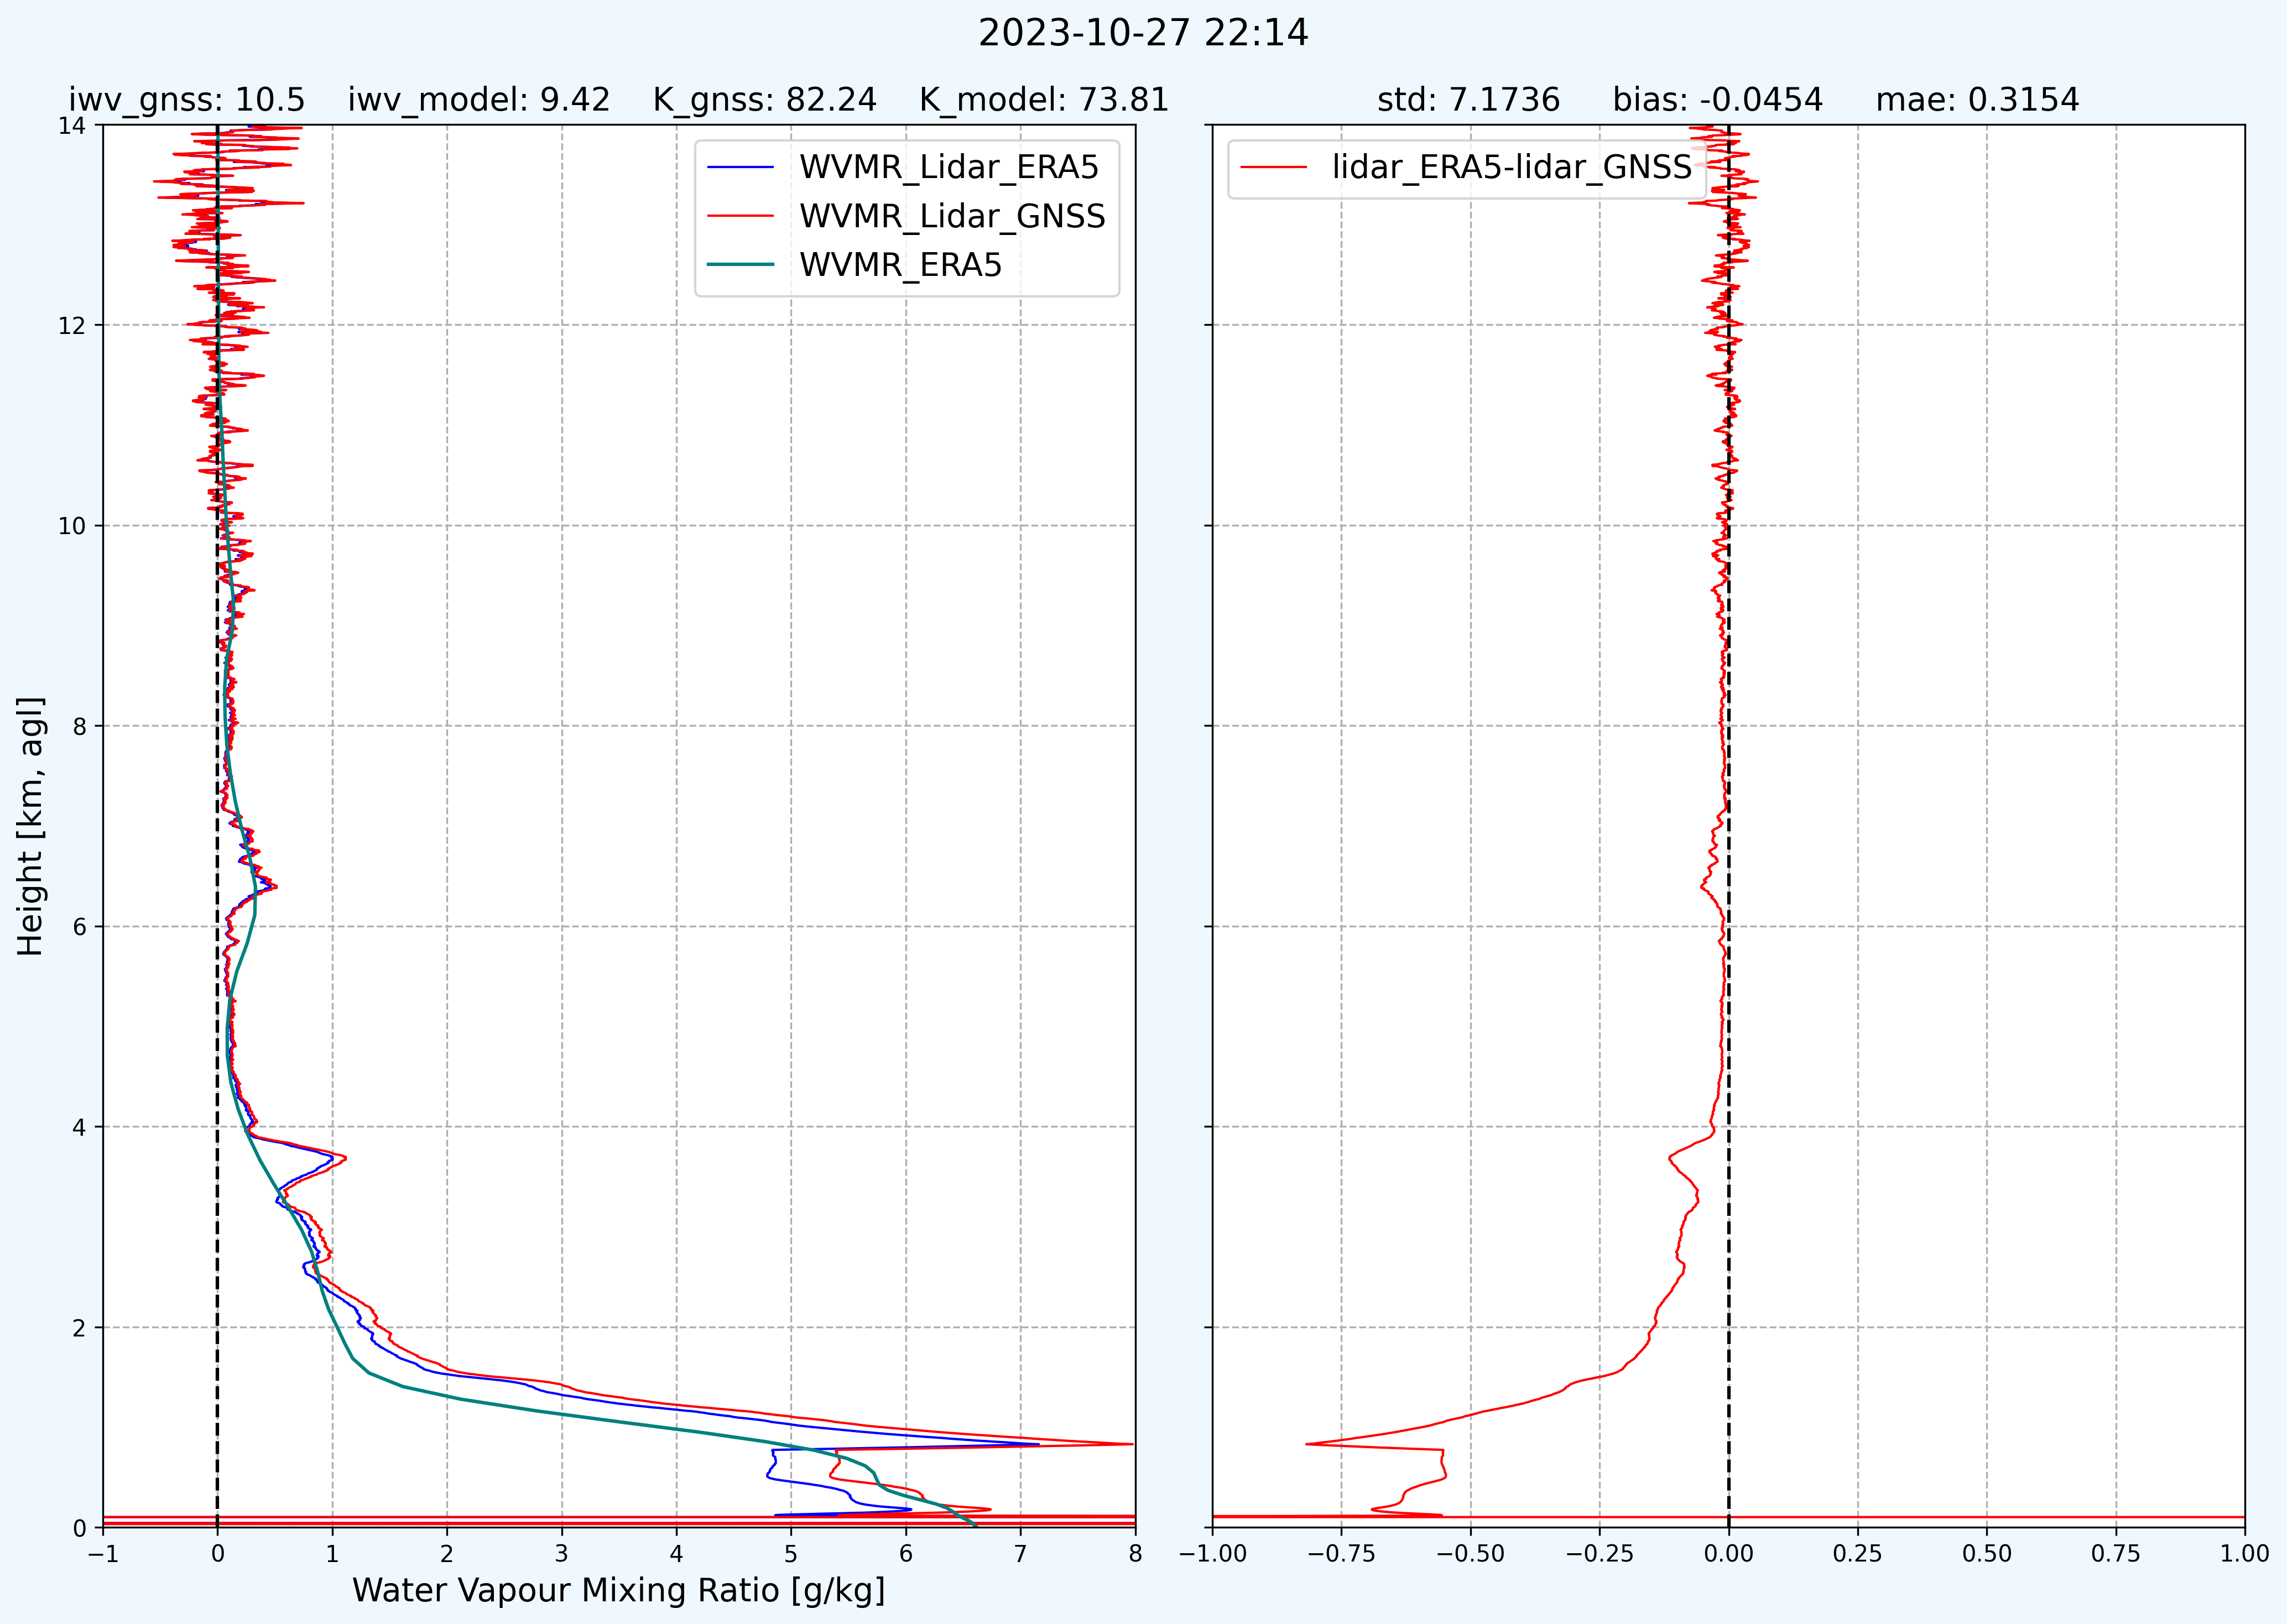 2023-10-27 22:14
iwv_gnss: 10.5 iwv_model: 9.42 K_gnss: 82.24 K_model: 73.81
std: 7.1736 bias: -0.0454 mae: 0.3154
WVMR_Lidar_ERA5
WVMR_Lidar_GNSS
WVMR_ERA5
lidar_ERA5-lidar_GNSS
Height [km, agl]
14
12
10
8
6
4
2
0
−1 0 1 2 3 4 5 6 7 8
Water Vapour Mixing Ratio [g/kg]
−1.00 −0.75 −0.50 −0.25 0.00 0.25 0.50 0.75 1.00